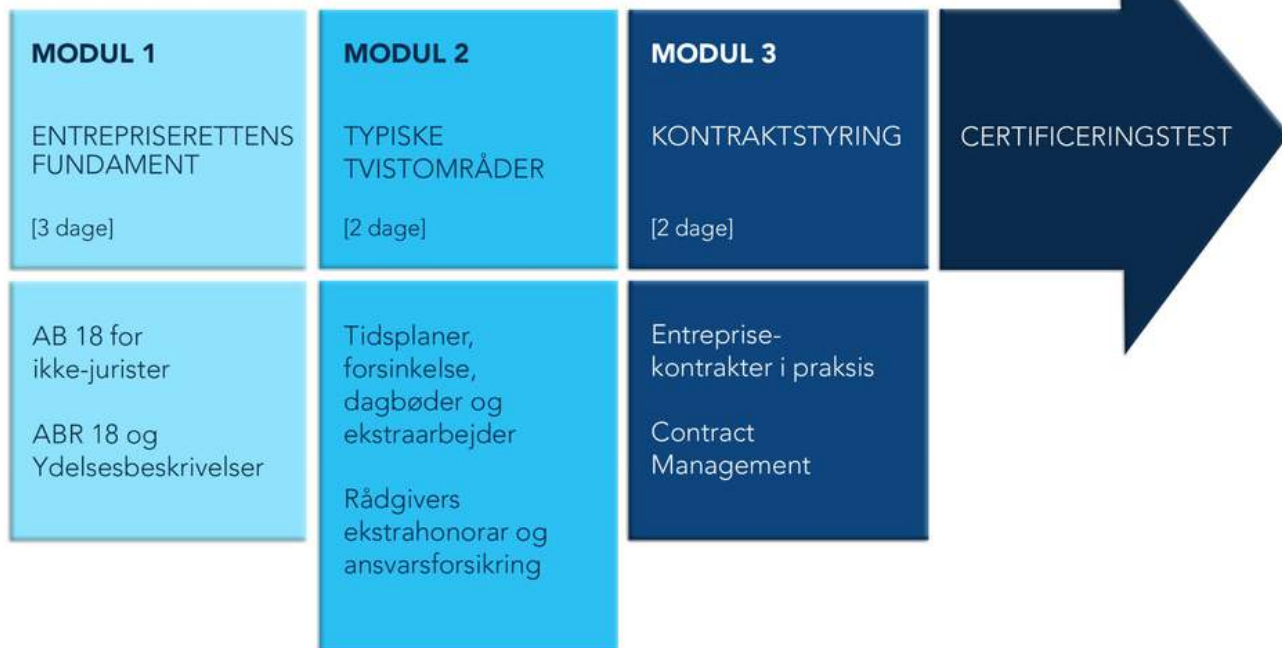 MODUL 1
ENTREPRISERETTENS
FUNDAMENT
[3 dage]
AB 18 for
ikke-jurister
ABR 18 og
Ydelsesbeskrivelser
MODUL 2
TYPISKE
TVISTOMRÅDER
[2 dage]
Tidsplaner,
forsinkelse,
dagbøder og
ekstraarbejder
Rådgivers
ekstrahonorar og
ansvarsforsikring
MODUL 3
KONTRAKTSTYRING
[2 dage]
Entreprise-
kontrakter i praksis
Contract
Management
CERTIFICERINGSTEST